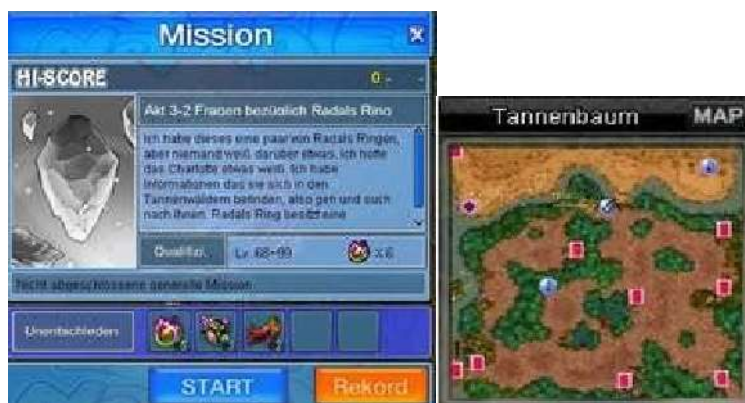 Mission
HI-SCORE
0 - -
Akt 3-2 Fragen bezüglich Radals Ring
Ich habe dieses eine paar von Radals Ringen,
aber niemand weiß darüber etwas. Ich hoffe
das Charlotte etwas weiß. Ich habe
Informationen das sie sich in den
Tannenwäldern befinden, also geh und such
nach ihnen. Radals Ring besitzt eine
Qualifizi.
Lv. 68~99
x 6
Nicht abgeschlossene generelle Mission
Unentschieden
START
Rekord
Tannenbaum
MAP